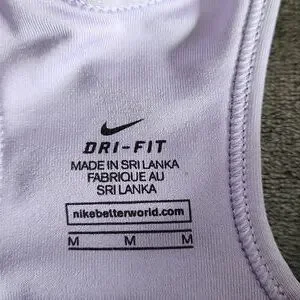 DRI-FIT
MADE IN SRI LANKA
FABRIQUE AU
SRI LANKA
nikebetterworld.com
M M M